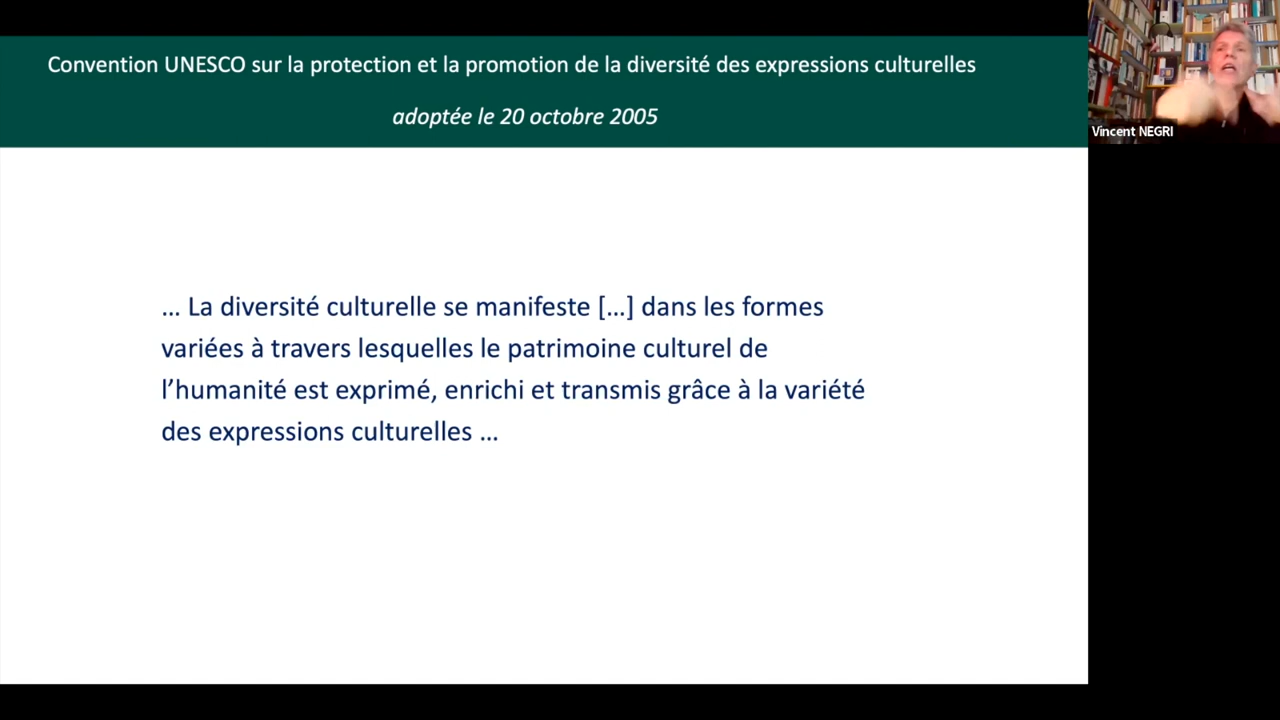 Convention UNESCO sur la protection et la promotion de la diversité des expressions culturelles
adoptée le 20 octobre 2005
... La diversité culturelle se manifeste [...] dans les formes
variées à travers lesquelles le patrimoine culturel de
l’humanité est exprimé, enrichi et transmis grâce à la variété
des expressions culturelles ...
Vincent NEGRI